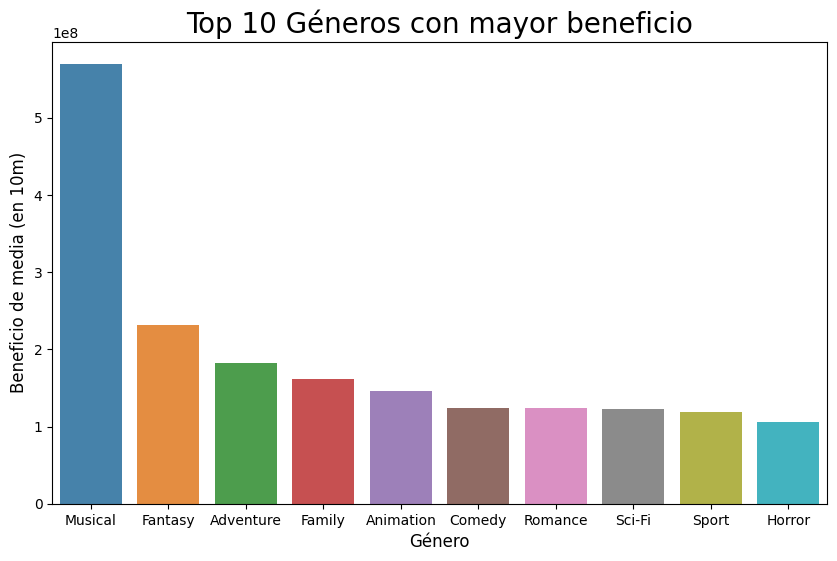 Top 10 Géneros con mayor beneficio
1e8
5
4
3
2
1
0
Beneficio de media (en 10m)
Musical Fantasy Adventure Family Animation Comedy Romance Sci-Fi Sport Horror
Género